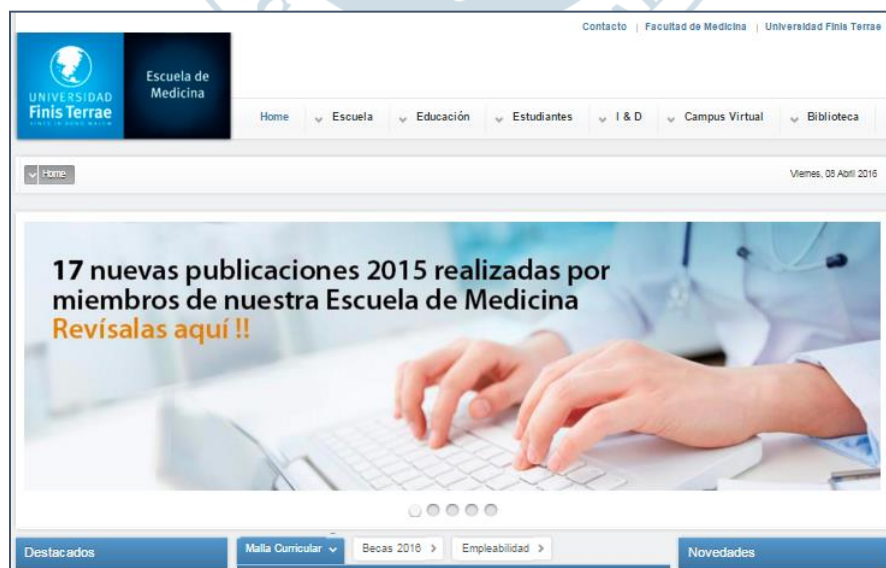 Contacto | Facultad de Medicina | Universidad Finis Terrae
UNIVERSIDAD
Finis Terrae
Escuela de
Medicina
Home Escuela Educación Estudiantes I & D Campus Virtual Biblioteca
Home
Viernes, 08 Abril 2016
17 nuevas publicaciones 2015 realizadas por
miembros de nuestra Escuela de Medicina
Revísalas aquí !!
Destacados
Malla Curricular Becas 2016 Empleabilidad
Novedades